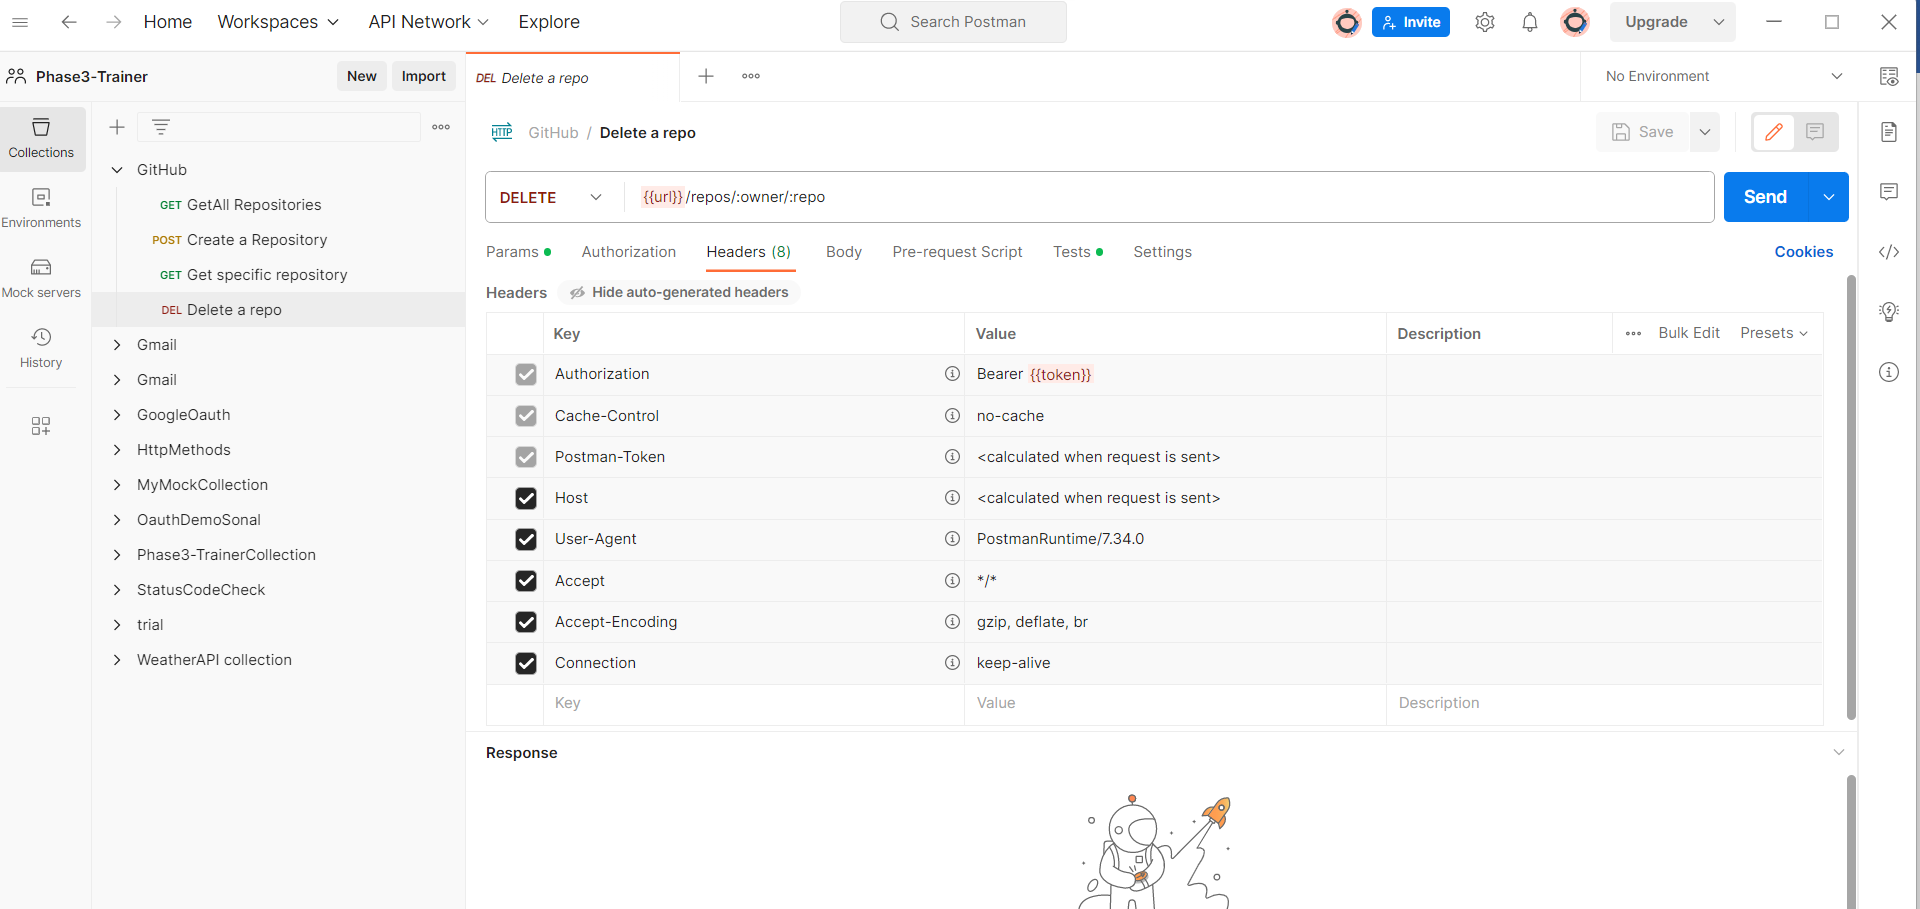 Home Workspaces API Network Explore Search Postman Invite Upgrade
Phase3-Trainer New Import DEL Delete a repo No Environment
Collections
Environments
Mock servers
History
GitHub
GET GetAll Repositories
POST Create a Repository
GET Get specific repository
DEL Delete a repo
Gmail
Gmail
GoogleOauth
HttpMethods
MyMockCollection
OauthDemoSonal
Phase3-TrainerCollection
StatusCodeCheck
trial
WeatherAPI collection
HTTP GitHub / Delete a repo Save
DELETE {{url}}/repos/:owner/:repo Send
Params Authorization Headers (8) Body Pre-request Script Tests Settings Cookies
Headers Hide auto-generated headers
Key Value Description Bulk Edit Presets
Authorization Bearer {{token}}
Cache-Control no-cache
Postman-Token <calculated when request is sent>
Host <calculated when request is sent>
User-Agent PostmanRuntime/7.34.0
Accept */*
Accept-Encoding gzip, deflate, br
Connection keep-alive
Key Value Description
Response